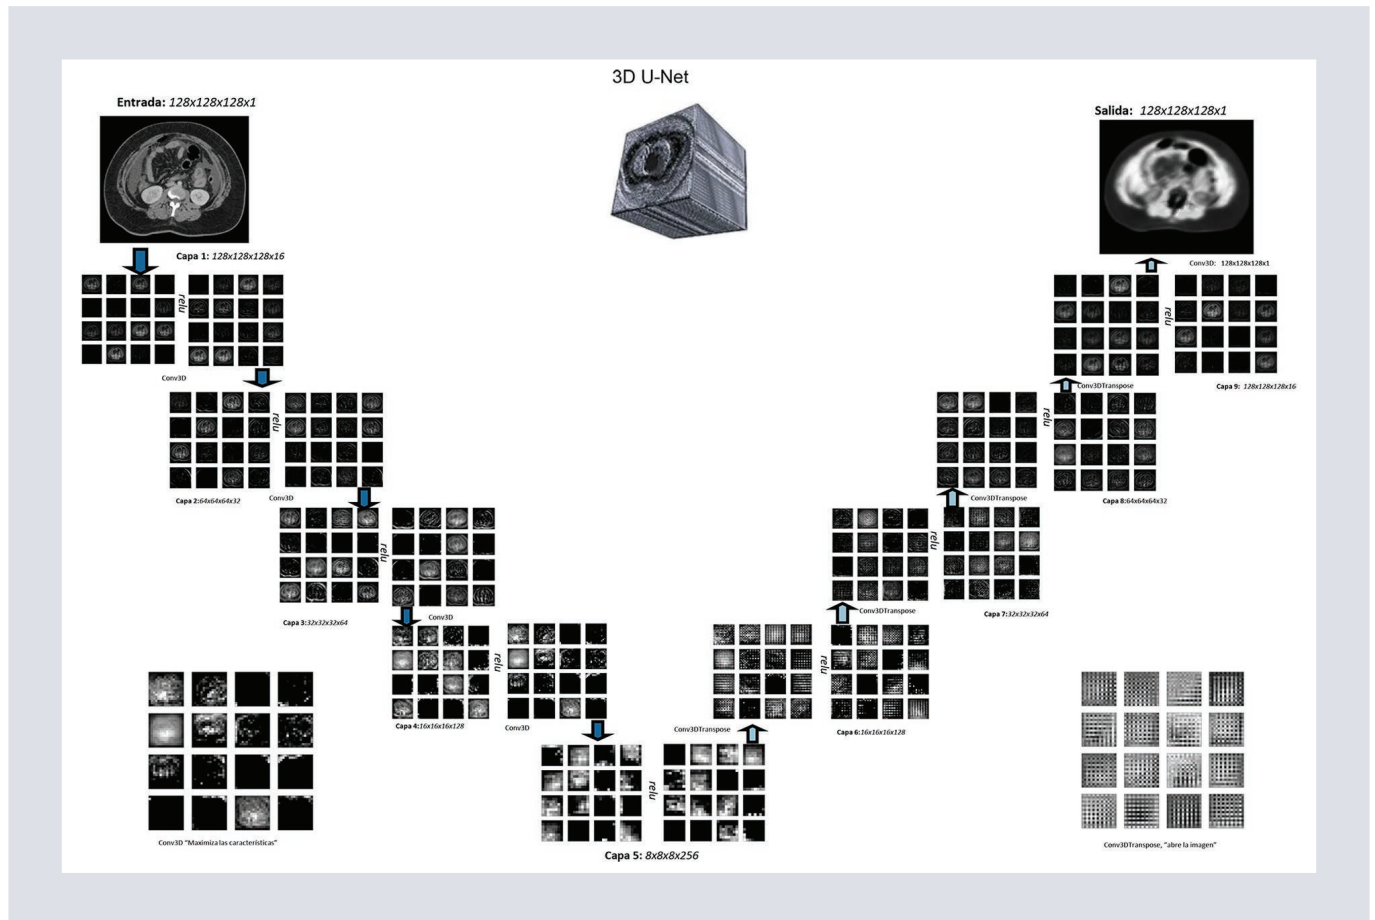 3D U-Net
Entrada: 128x128x128x1
Salida: 128x128x128x1
Capa 1: 128x128x128x16
relu
Conv3D
relu
Capa 2:64x64x64x32
Conv3D
relu
Capa 3:32x32x32x64
Conv3D
relu
Capa 4:16x16x16x128
Conv3D
relu
Capa 5: 8x8x8x256
Conv3DTranspose
relu
Capa 6:16x16x16x128
Conv3DTranspose
relu
Capa 7:32x32x32x64
Conv3DTranspose
relu
Capa 8:64x64x64x32
Conv3DTranspose
relu
Capa 9: 128x128x128x16
Conv3D: 128x128x128x1
Conv3D "Maximiza las características"
Conv3DTranspose, "abre la imagen"